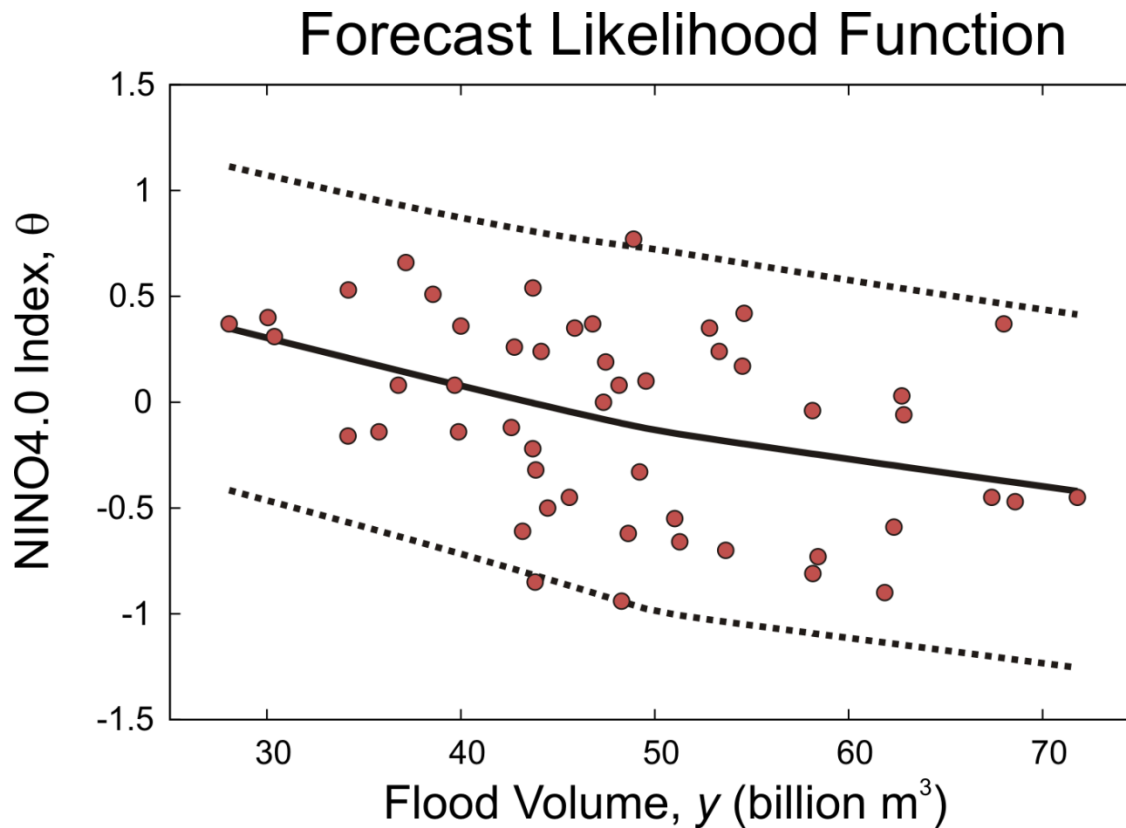 Forecast Likelihood Function
1.5
1
0.5
0
-0.5
-1
-1.5
NINO4.0 Index, θ
30 40 50 60 70
Flood Volume, y (billion m³)